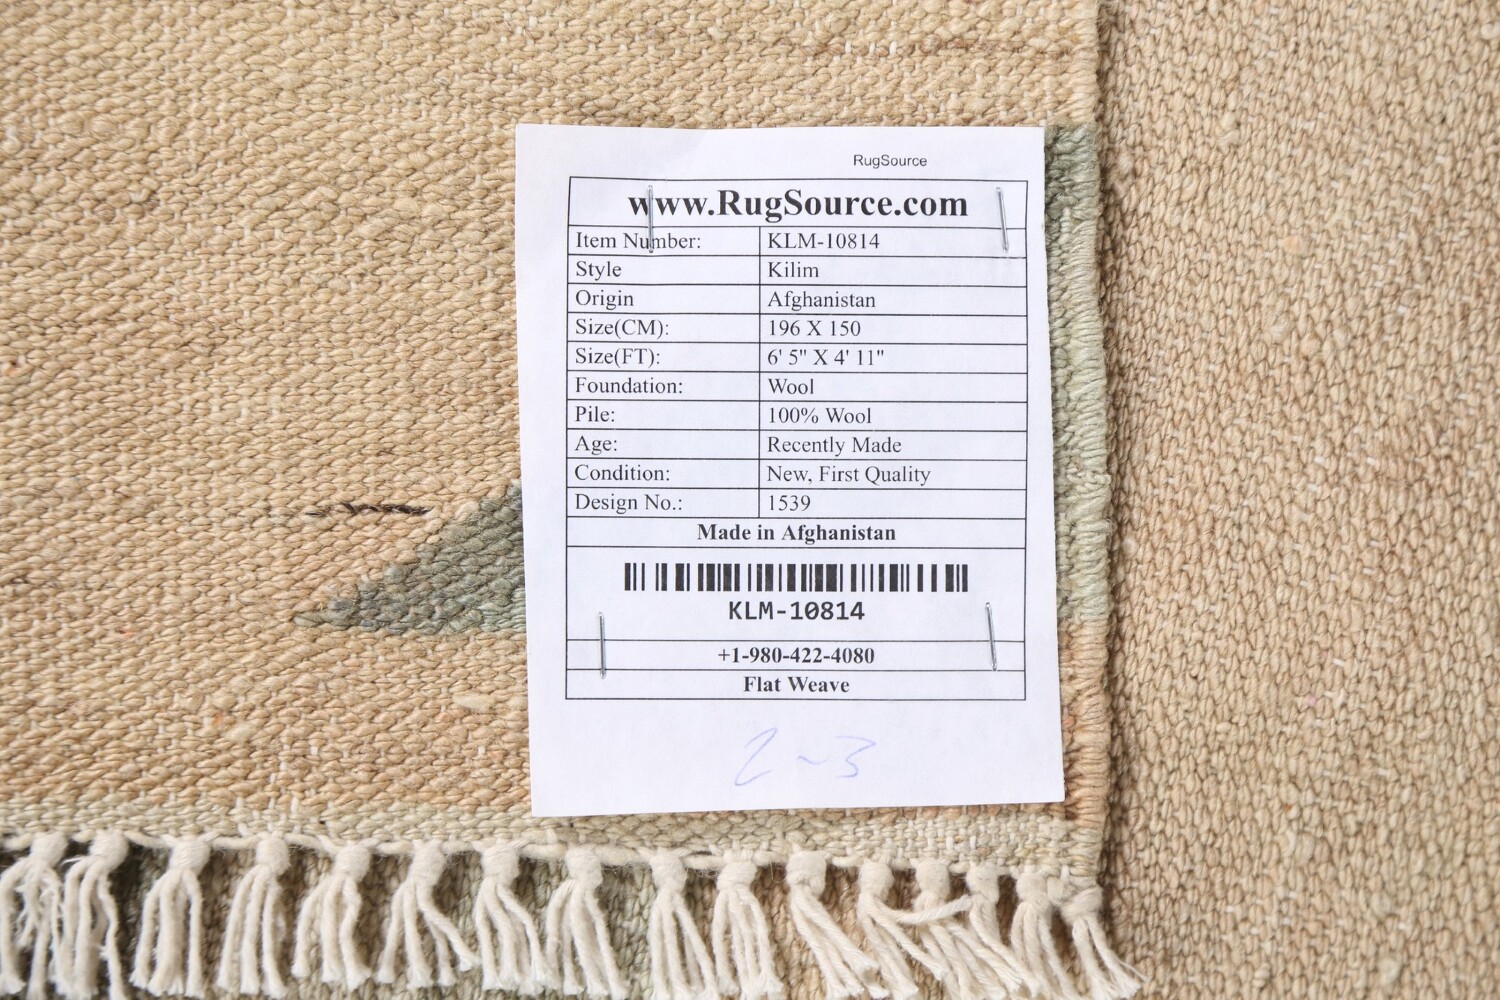 RugSource
www.RugSource.com
Item Number: KLM-10814
Style Kilim
Origin Afghanistan
Size(CM): 196 X 150
Size(FT): 6' 5" X 4' 11"
Foundation: Wool
Pile: 100% Wool
Age: Recently Made
Condition: New, First Quality
Design No.: 1539
Made in Afghanistan
KLM-10814
+1-980-422-4080
Flat Weave
2~3